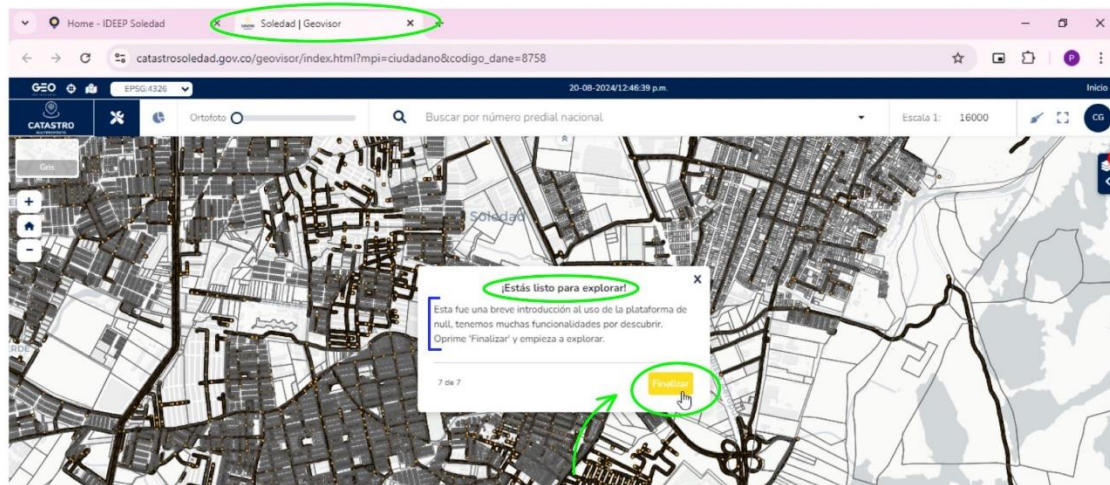 Home - IDEEP Soledad
Soledad | Geovisor
catastrosoledad.gov.co/geovisor/index.html?mpi=ciudadano&codigo_dane=8758
P
GEO
EPSG:4326
20-08-2024/12:46:39 p.m.
Inicio
CATASTRO
Ortofoto
Buscar por número predial nacional
Escala 1: 16000
CG
Gris
+
-
Soledad
¡Estás listo para explorar!
X
Esta fue una breve introducción al uso de la plataforma de
null, tenemos muchas funcionalidades por descubrir.
Oprime 'Finalizar' y empieza a explorar.
7 de 7
Finalizar